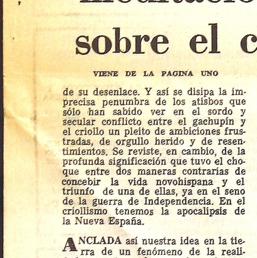 sobre el c
VIENE DE LA PAGINA UNO
de su desenlace. Y así se disipa la im-
precisa penumbra de los atisbos que
sólo han sabido ver en el sordo y
secular conflicto entre el gachupín y
el criollo un pleito de ambiciones frus-
tradas, de orgullo herido y de resen-
timientos. Se reviste, en cambio, de la
profunda significación que tuvo el cho-
que entre dos maneras contrarias de
concebir la vida novohispana y el
triunfo de una de ellas, ya en el seno
de la guerra de Independencia. En el
criollismo tenemos la apocalipsis de
la Nueva España.
ANCLADA así nuestra idea en la tie-
rra de un fenómeno de la reali-